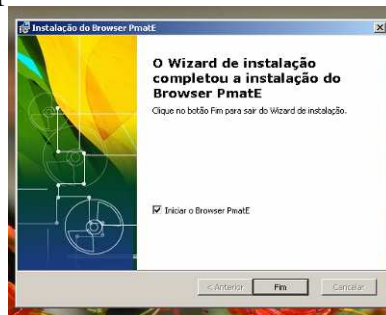 Instalação do Browser PmatE
O Wizard de instalação
completou a instalação do
Browser PmatE
Clique no botão Fim para sair do Wizard de instalação.
Iniciar o Browser PmatE
< Anterior
Fim
Cancelar